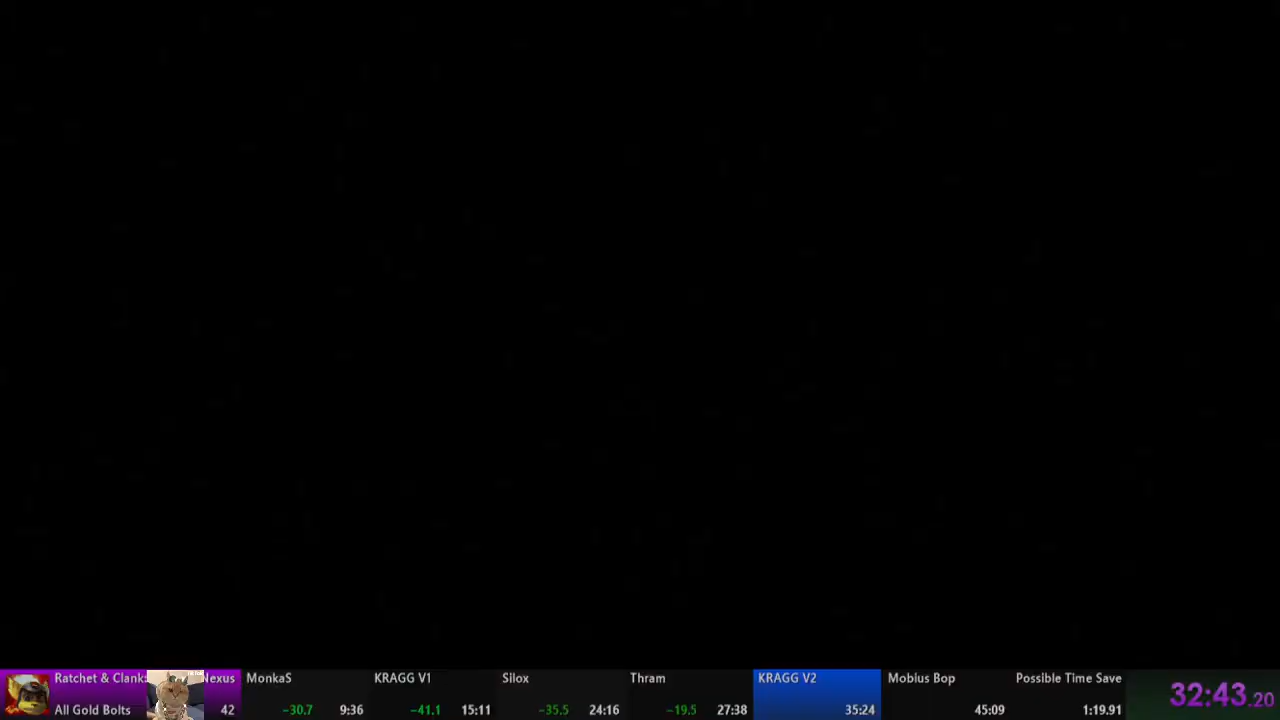 Ratchet & Clank: Nexus
All Gold Bolts 42
MonkaS
-30.7 9:36
KRAGG V1
-41.1 15:11
Silox
-35.5 24:16
Thram
-19.5 27:38
KRAGG V2
35:24
Mobius Bop
45:09
Possible Time Save
1:19.91
32:43.20